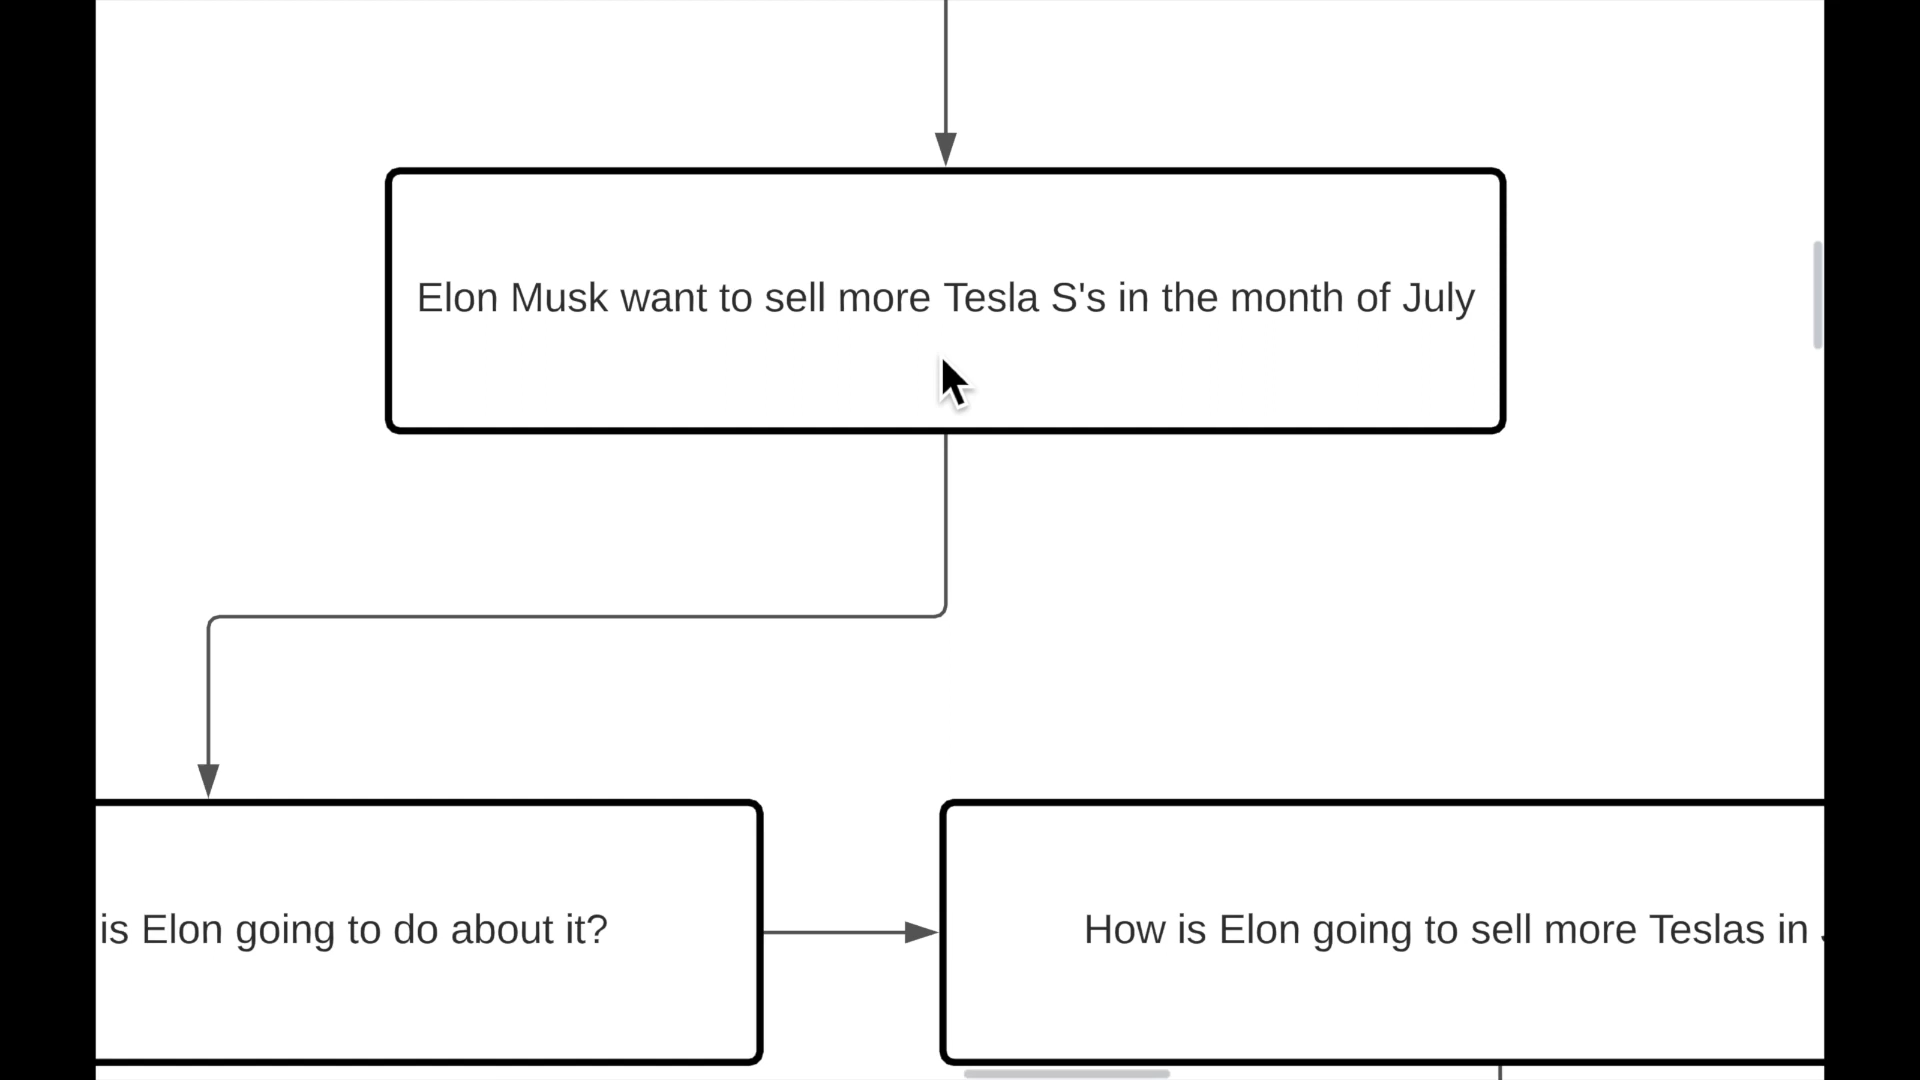 Elon Musk want to sell more Tesla S's in the month of July
is Elon going to do about it?
How is Elon going to sell more Teslas in